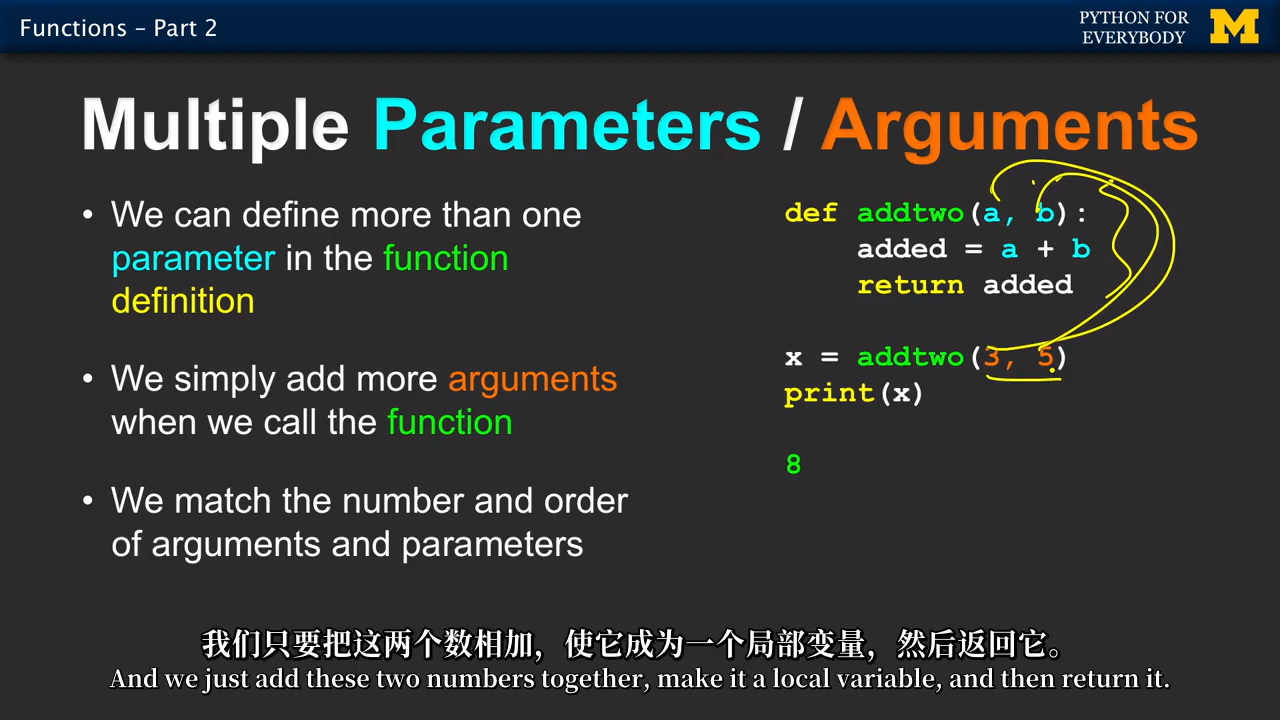 Functions – Part 2
PYTHON FOR
EVERYBODY
M
Multiple Parameters / Arguments
• We can define more than one
parameter in the function
definition
• We simply add more arguments
when we call the function
• We match the number and order
of arguments and parameters
def addtwo(a, b):
    added = a + b
    return added
x = addtwo(3, 5)
print(x)
8
我们只要把这两个数相加，使它成为一个局部变量，然后返回它。
And we just add these two numbers together, make it a local variable, and then return it.